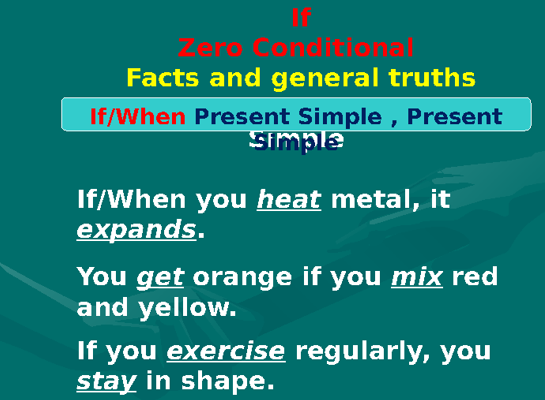 If
Zero Conditional
Facts and general truths
If/When Present Simple , Present
Simple
If/When you heat metal, it
expands.
You get orange if you mix red
and yellow.
If you exercise regularly, you
stay in shape.